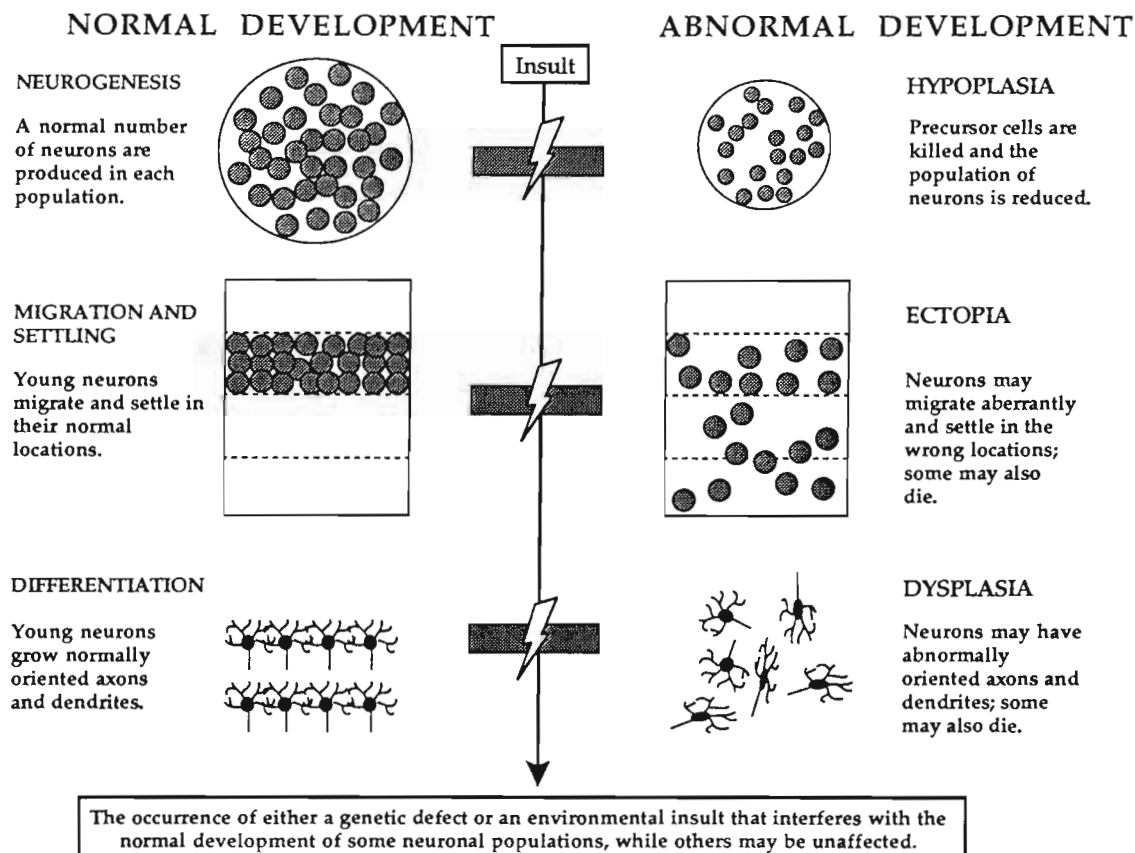 NORMAL DEVELOPMENT
ABNORMAL DEVELOPMENT
Insult
NEUROGENESIS
A normal number
of neurons are
produced in each
population.
HYPOPLASIA
Precursor cells are
killed and the
population of
neurons is reduced.
MIGRATION AND
SETTLING
Young neurons
migrate and settle in
their normal
locations.
ECTOPIA
Neurons may
migrate aberrantly
and settle in the
wrong locations;
some may also
die.
DIFFERENTIATION
Young neurons
grow normally
oriented axons
and dendrites.
DYSPLASIA
Neurons may have
abnormally
oriented axons and
dendrites; some
may also die.
The occurrence of either a genetic defect or an environmental insult that interferes with the
normal development of some neuronal populations, while others may be unaffected.